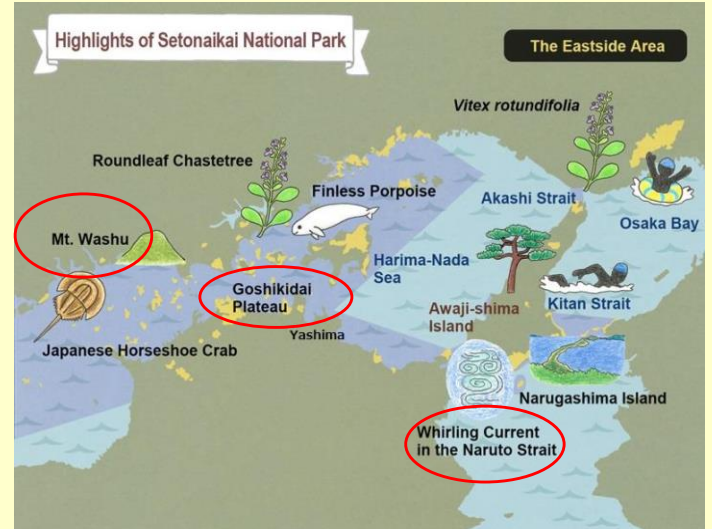 Highlights of Setonaikai National Park
The Eastside Area
Vitex rotundifolia
Roundleaf Chastetree
Finless Porpoise
Akashi Strait
Osaka Bay
Mt. Washu
Harima-Nada
Sea
Goshikidai
Plateau
Kitan Strait
Awaji-shima
Island
Yashima
Japanese Horseshoe Crab
Narugashima Island
Whirling Current
in the Naruto Strait